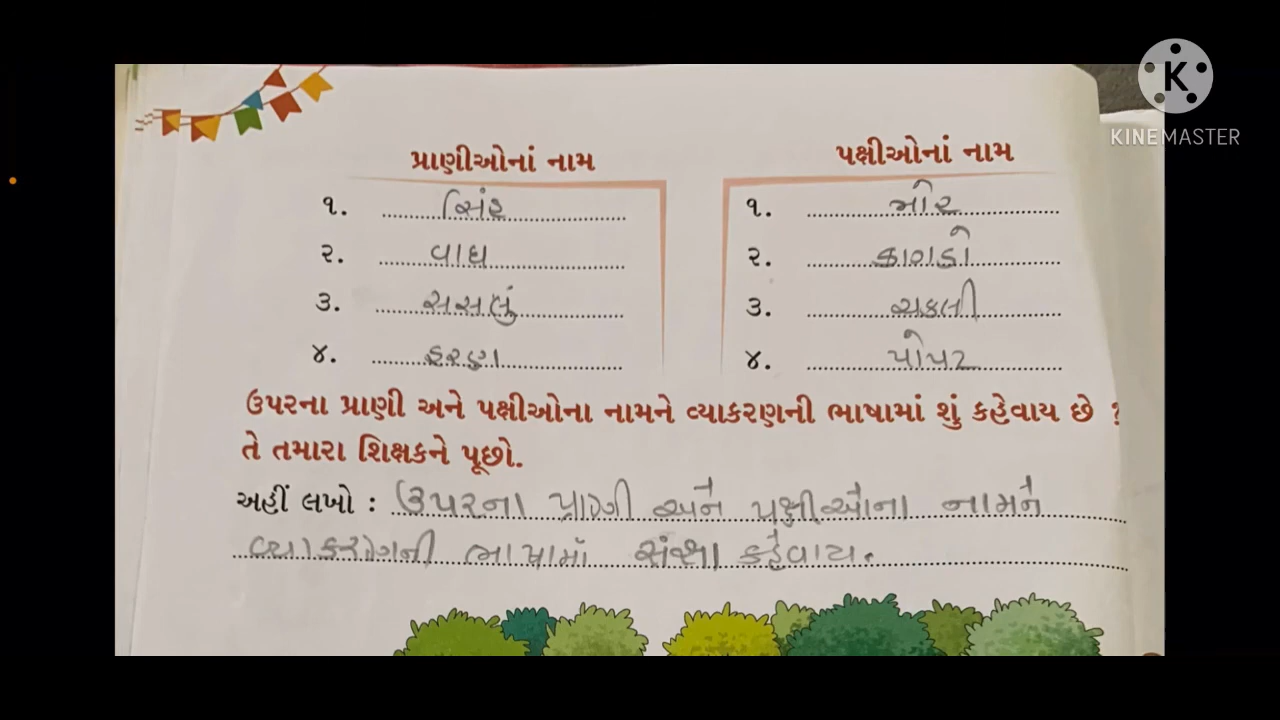 KINEMASTER
પ્રાણીઓનાં નામ
૧. સિંહ
૨. વાઘ
૩. સસલું
૪. હરણ
પક્ષીઓનાં નામ
૧. મોર
૨. કાગડો
૩. ચકલી
૪. પોપટ
ઉપરના પ્રાણી અને પક્ષીઓના નામને વ્યાકરણની ભાષામાં શું કહેવાય છે ?
તે તમારા શિક્ષકને પૂછો.
અહીં લખો : ઉપરના પ્રાણી અને પક્ષીઓના નામને
વ્યાકરણની ભાષામાં સંજ્ઞા કહેવાય.